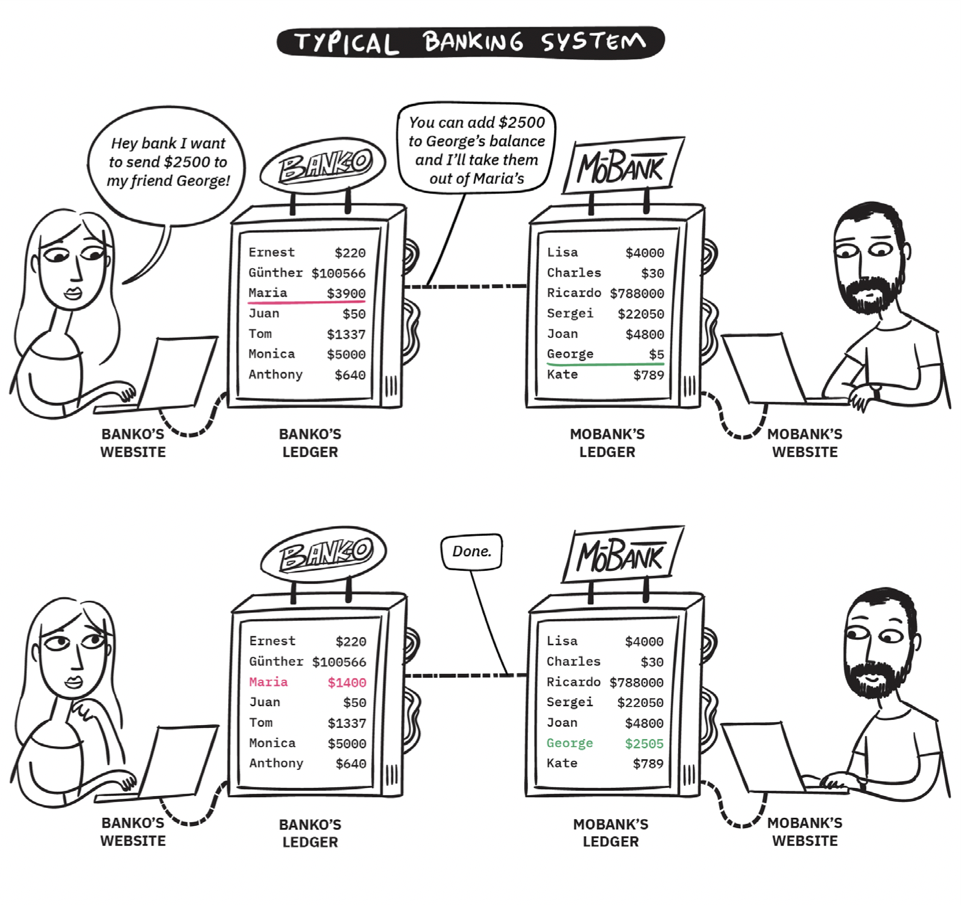 TYPICAL BANKING SYSTEM
Hey bank I want
to send $2500 to
my friend George!
You can add $2500
to George's balance
and I'll take them
out of Maria's
BANKO
MōBANK
Ernest $220
Günther $100566
Maria $3900
Juan $50
Tom $1337
Monica $5000
Anthony $640
Lisa $4000
Charles $30
Ricardo $788000
Sergei $22050
Joan $4800
George $5
Kate $789
BANKO'S
WEBSITE
BANKO'S
LEDGER
MOBANK'S
LEDGER
MOBANK'S
WEBSITE
BANKO
Done.
MōBANK
Ernest $220
Günther $100566
Maria $1400
Juan $50
Tom $1337
Monica $5000
Anthony $640
Lisa $4000
Charles $30
Ricardo $788000
Sergei $22050
Joan $4800
George $2505
Kate $789
BANKO'S
WEBSITE
BANKO'S
LEDGER
MOBANK'S
LEDGER
MOBANK'S
WEBSITE